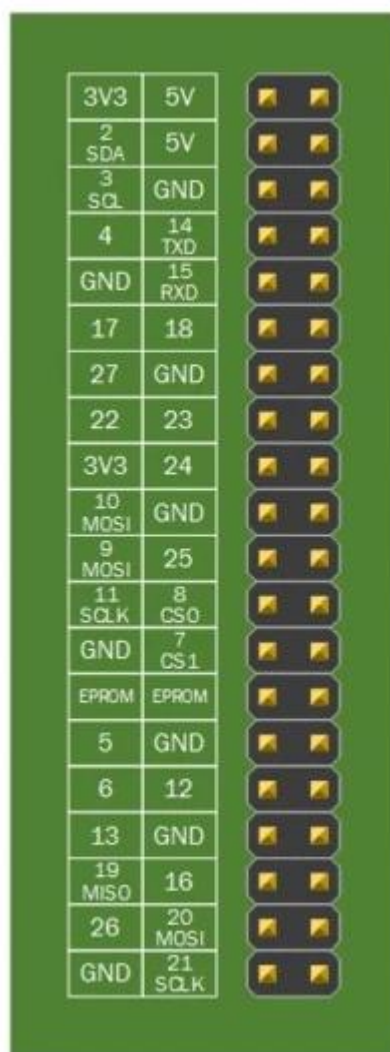 3V3 5V
2 SDA 5V
3 SCL GND
4 14 TXD
GND 15 RXD
17 18
27 GND
22 23
3V3 24
10 MOSI GND
9 MOSI 25
11 SCLK 8 CS0
GND 7 CS1
EPROM EPROM
5 GND
6 12
13 GND
19 MISO 16
26 20 MOSI
GND 21 SCLK